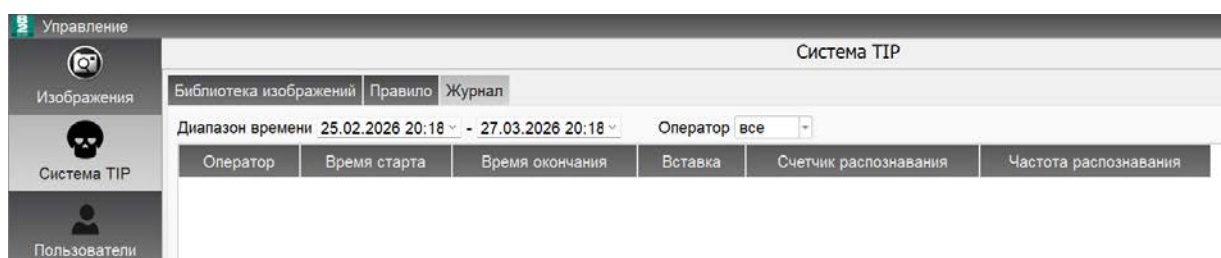 Управление
Система TIP
Изображения
Библиотека изображений Правило Журнал
Диапазон времени 25.02.2026 20:18 - 27.03.2026 20:18 Оператор все
Оператор Время старта Время окончания Вставка Счетчик распознавания Частота распознавания
Система TIP
Пользователи